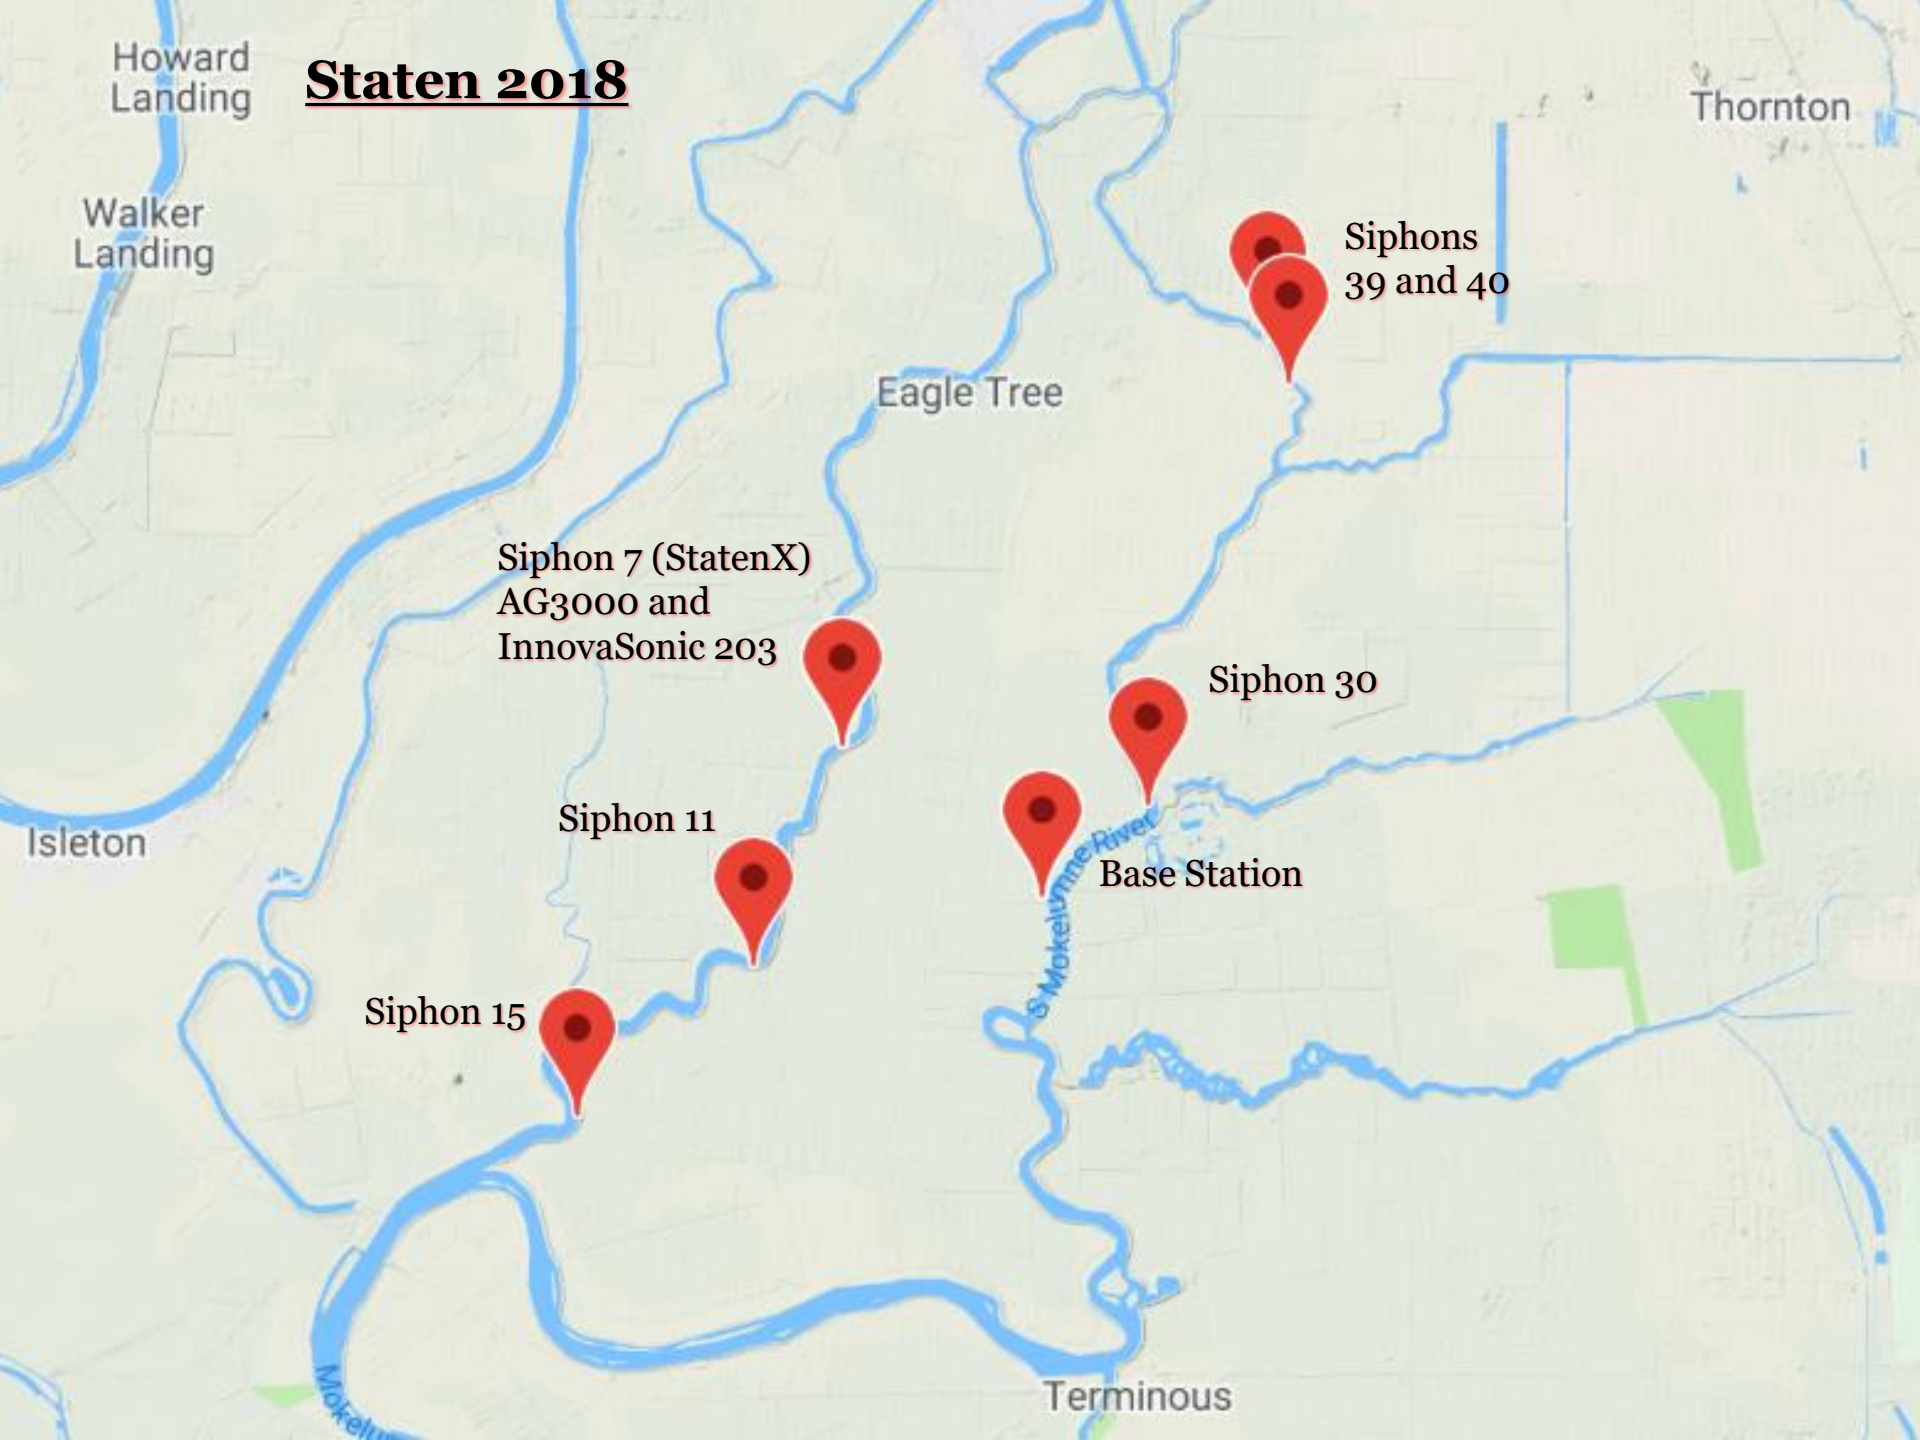 Howard
Landing
Staten 2018
Thornton
Walker
Landing
Siphons
39 and 40
Eagle Tree
Siphon 7 (StatenX)
AG3000 and
InnovaSonic 203
Siphon 30
Siphon 11
Isleton
S Mokelumne River
Base Station
Siphon 15
Mokelu
Terminous